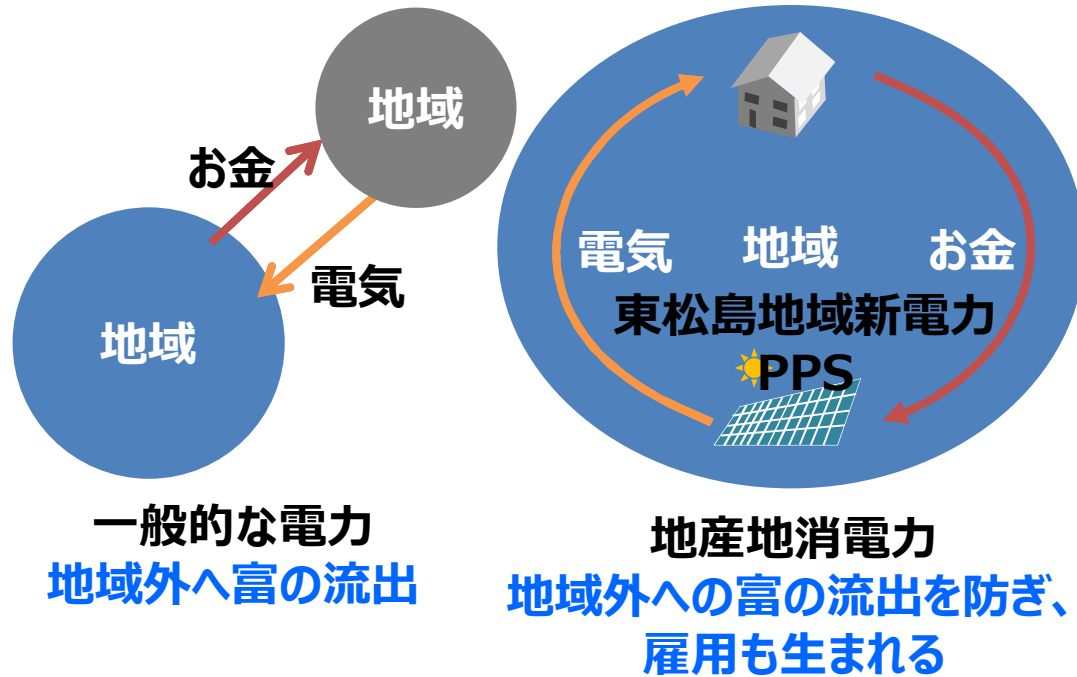 地域
お金
電気
地域
一般的な電力
地域外へ富の流出
電気
地域
お金
東松島地域新電力
PPS
地産地消電力
地域外への富の流出を防ぎ、
雇用も生まれる